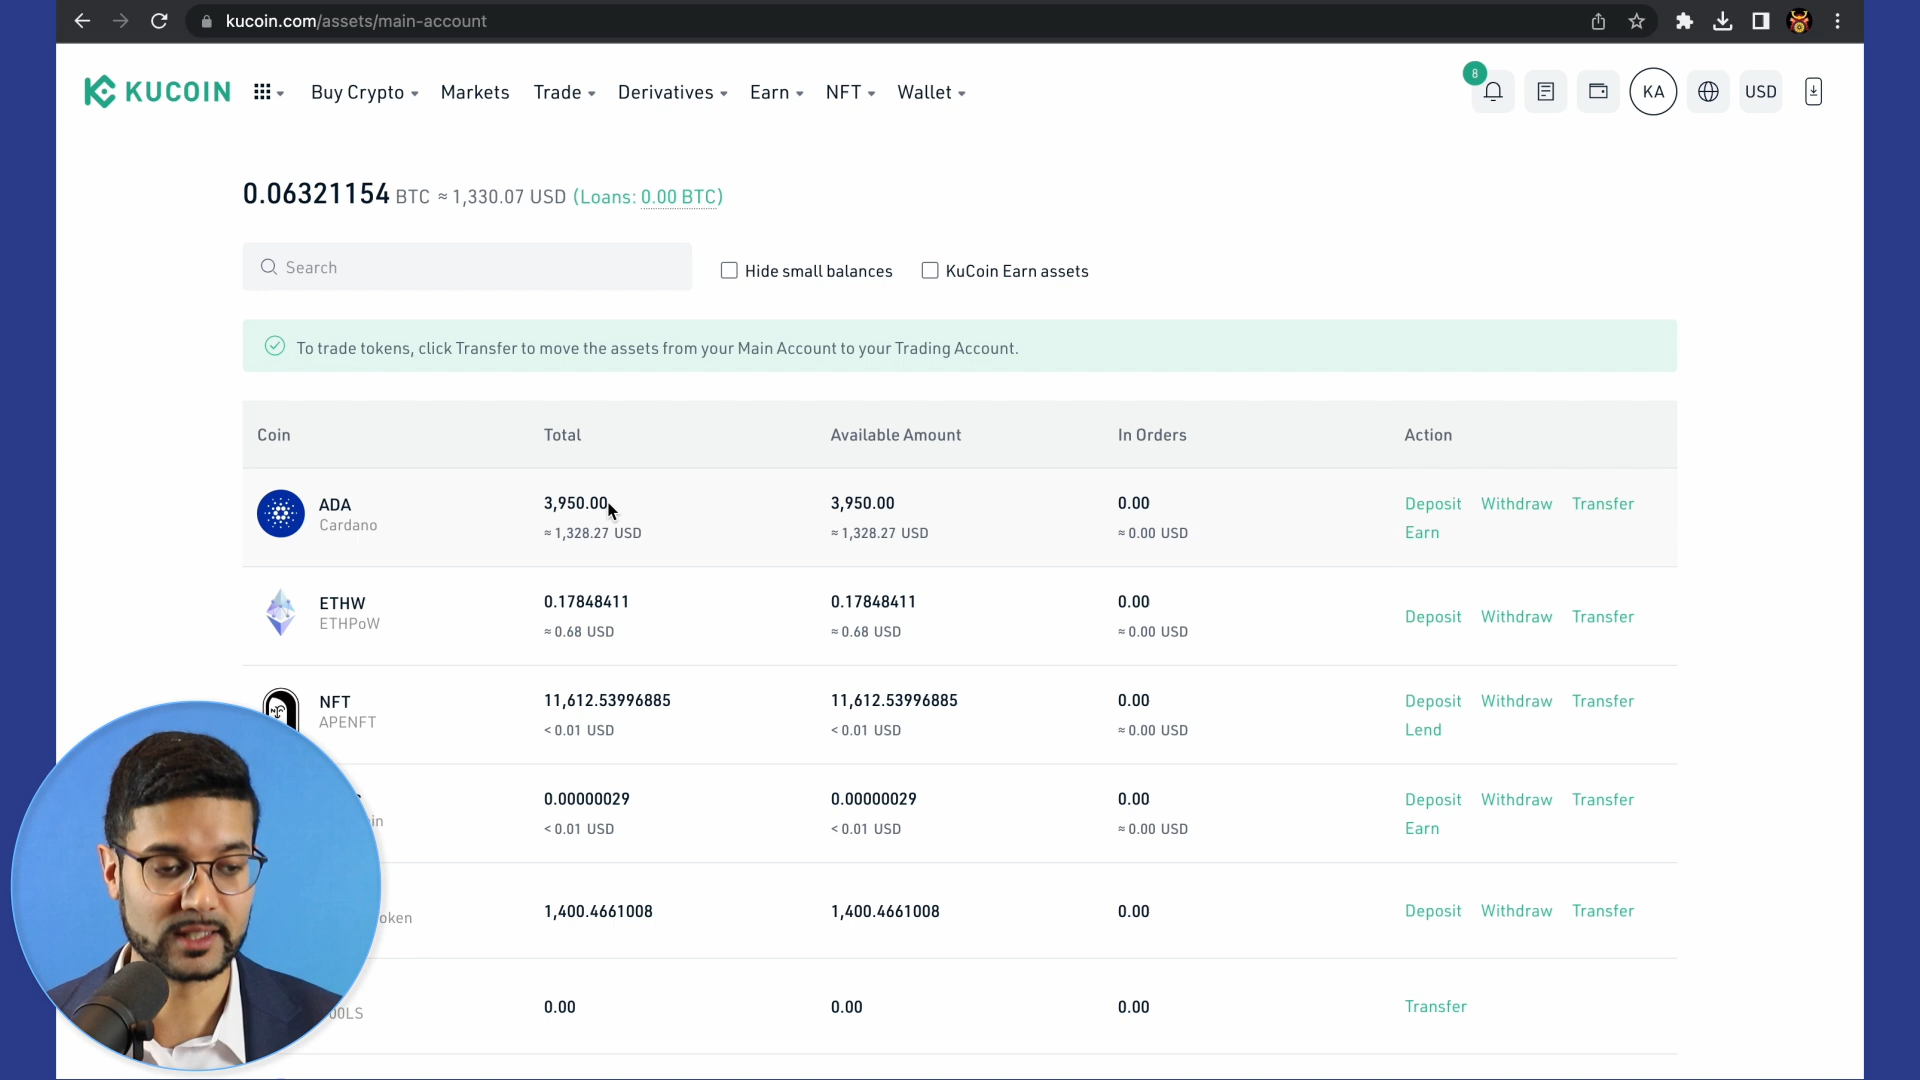 kucoin.com/assets/main-account
KUCOIN Buy Crypto Markets Trade Derivatives Earn NFT Wallet 8 KA USD
0.06321154 BTC ≈ 1,330.07 USD (Loans: 0.00 BTC)
Search Hide small balances KuCoin Earn assets
To trade tokens, click Transfer to move the assets from your Main Account to your Trading Account.
Coin Total Available Amount In Orders Action
ADA 3,950.00 3,950.00 0.00 Deposit Withdraw Transfer
Cardano ≈ 1,328.27 USD ≈ 1,328.27 USD ≈ 0.00 USD Earn
ETHW 0.17848411 0.17848411 0.00 Deposit Withdraw Transfer
ETHPoW ≈ 0.68 USD ≈ 0.68 USD ≈ 0.00 USD
NFT 11,612.53996885 11,612.53996885 0.00 Deposit Withdraw Transfer
APENFT < 0.01 USD < 0.01 USD ≈ 0.00 USD Lend
0.00000029 0.00000029 0.00 Deposit Withdraw Transfer
< 0.01 USD < 0.01 USD ≈ 0.00 USD Earn
1,400.4661008 1,400.4661008 0.00 Deposit Withdraw Transfer
0.00 0.00 0.00 Transfer